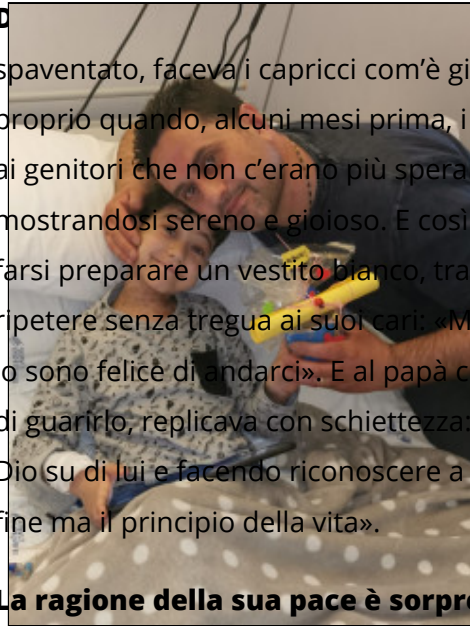 D
spaventato, faceva i capricci com'è gi
proprio quando, alcuni mesi prima, i
ai genitori che non c'erano più spera
mostrandosi sereno e gioioso. E così
farsi preparare un vestito bianco, tra
ripetere senza tregua ai suoi cari: «M
o sono felice di andarci». E al papà c
di guarirlo, replicava con schiettezza:
Dio su di lui e facendo riconoscere a
fine ma il principio della vita».
La ragione della sua pace è sorpre